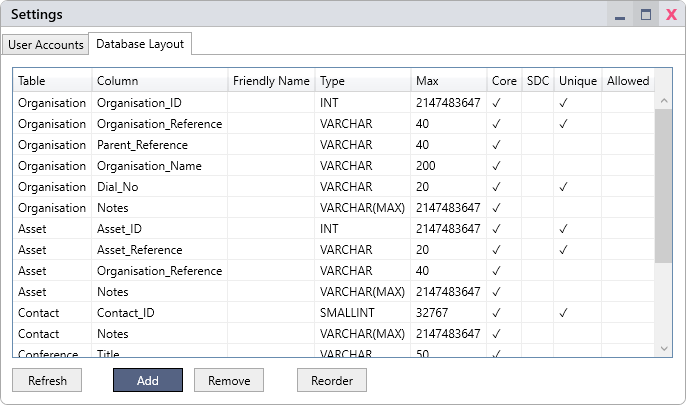 Settings
User Accounts Database Layout
Table Column Friendly Name Type Max Core SDC Unique Allowed
Organisation Organisation_ID INT 2147483647 ✓ ✓
Organisation Organisation_Reference VARCHAR 40 ✓ ✓
Organisation Parent_Reference VARCHAR 40 ✓
Organisation Organisation_Name VARCHAR 200 ✓
Organisation Dial_No VARCHAR 20 ✓ ✓
Organisation Notes VARCHAR(MAX) 2147483647 ✓
Asset Asset_ID INT 2147483647 ✓ ✓
Asset Asset_Reference VARCHAR 20 ✓ ✓
Asset Organisation_Reference VARCHAR 40 ✓
Asset Notes VARCHAR(MAX) 2147483647 ✓
Contact Contact_ID SMALLINT 32767 ✓ ✓
Contact Notes VARCHAR(MAX) 2147483647 ✓
Conference Title VARCHAR 50 ✓
Refresh Add Remove Reorder